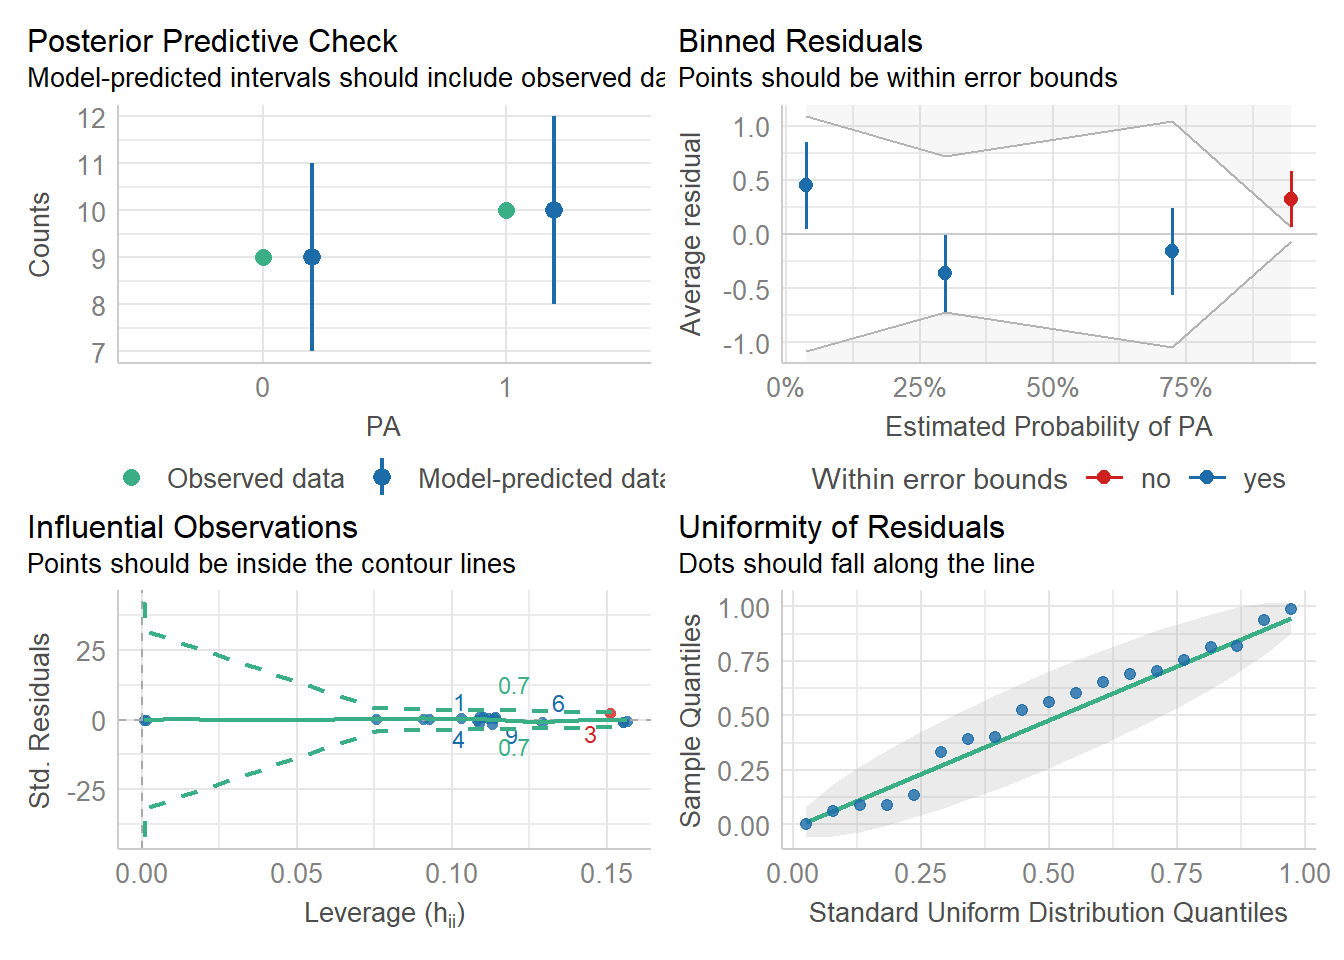 Posterior Predictive Check
Model-predicted intervals should include observed da
12
11
10
9
8
7
Counts
0
1
PA
Observed data
Model-predicted data
Binned Residuals
Points should be within error bounds
1.0
0.5
0.0
-0.5
-1.0
Average residual
0%
25%
50%
75%
Estimated Probability of PA
Within error bounds
no
yes
Influential Observations
Points should be inside the contour lines
25
0
-25
Std. Residuals
0.7
1
6
4
9
3
0.7
0.00
0.05
0.10
0.15
Leverage (hii)
Uniformity of Residuals
Dots should fall along the line
1.00
0.75
0.50
0.25
0.00
Sample Quantiles
0.00
0.25
0.50
0.75
1.00
Standard Uniform Distribution Quantiles